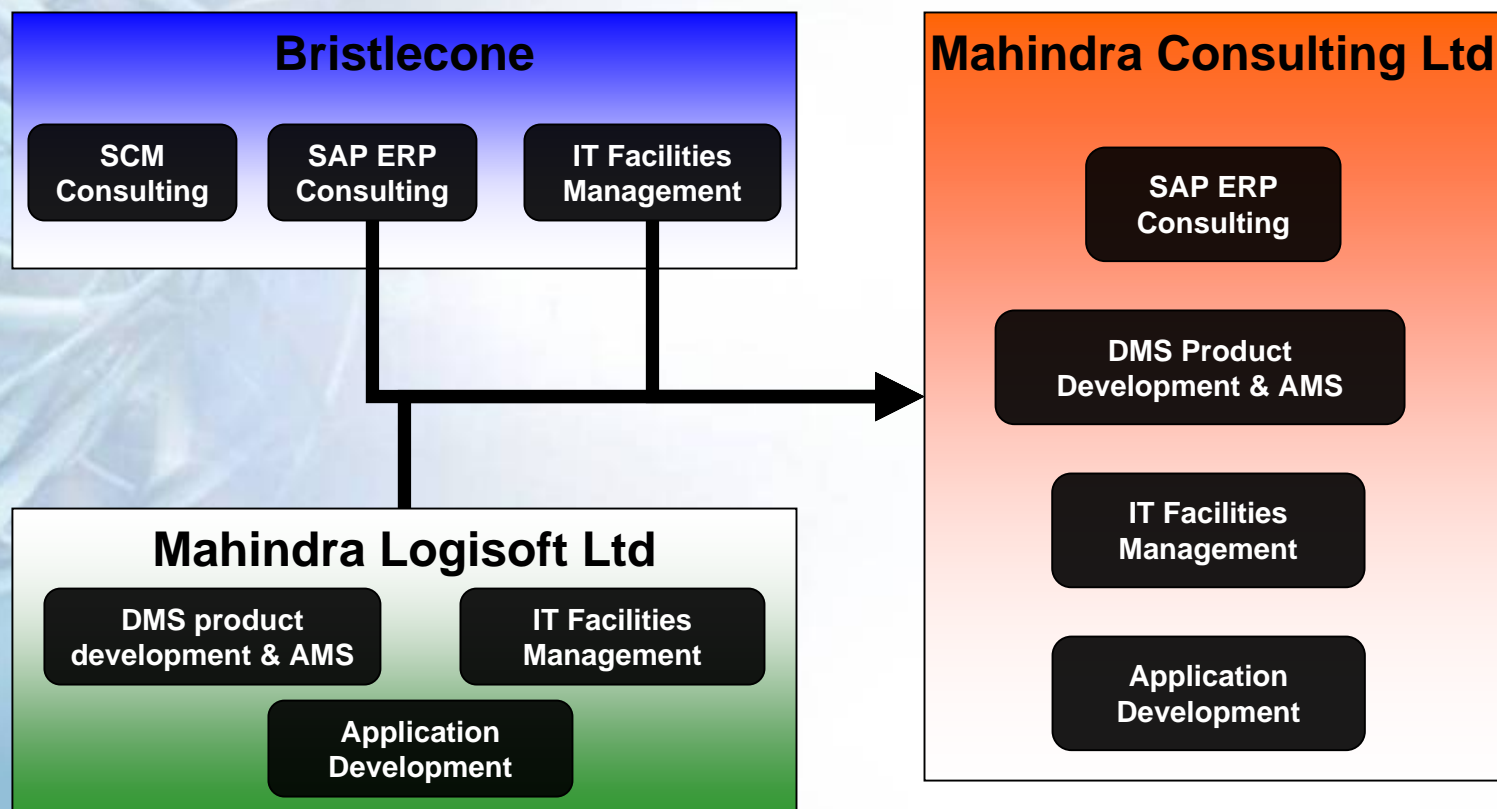 Bristlecone
SCM
Consulting
SAP ERP
Consulting
IT Facilities
Management
Mahindra Logisoft Ltd
DMS product
development & AMS
IT Facilities
Management
Application
Development
Mahindra Consulting Ltd
SAP ERP
Consulting
DMS Product
Development & AMS
IT Facilities
Management
Application
Development